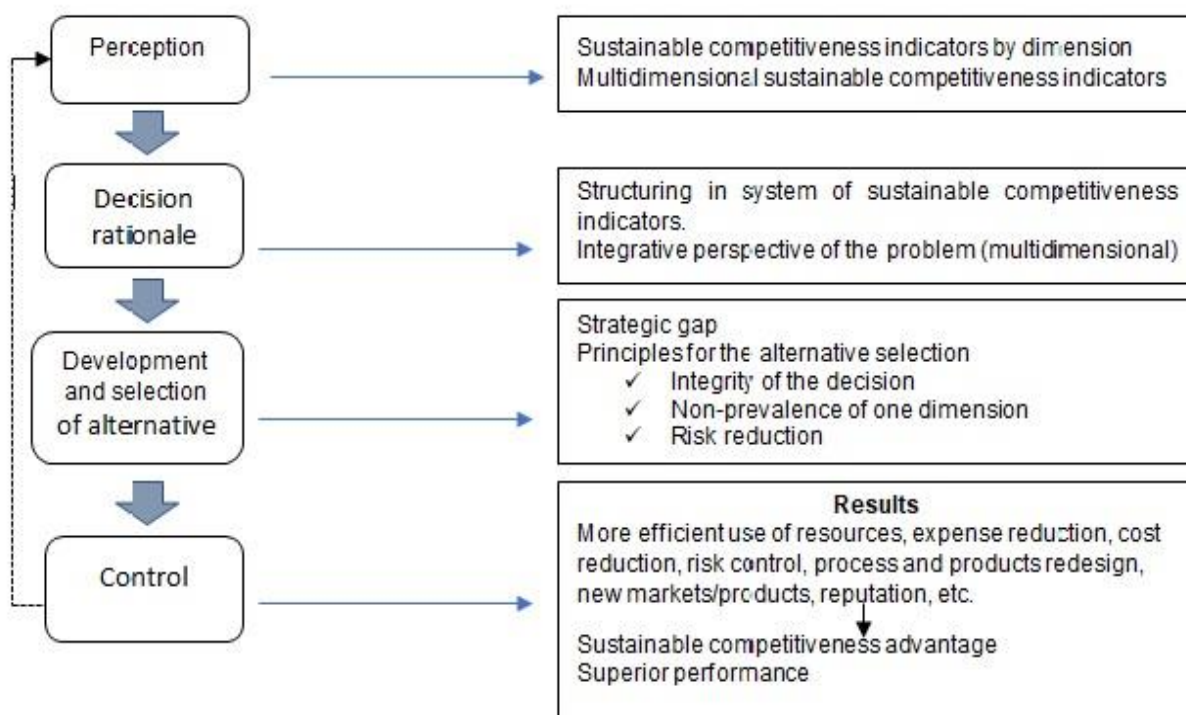 Perception
Sustainable competitiveness indicators by dimension
Multidimensional sustainable competitiveness indicators
Decision
rationale
Structuring in system of sustainable competitiveness
indicators.
Integrative perspective of the problem (multidimensional)
Development
and selection
of alternative
Strategic gap
Principles for the alternative selection
✓ Integrity of the decision
✓ Non-prevalence of one dimension
✓ Risk reduction
Control
Results
More efficient use of resources, expense reduction, cost
reduction, risk control, process and products redesign,
new markets/products, reputation, etc.
Sustainable competitiveness advantage
Superior performance